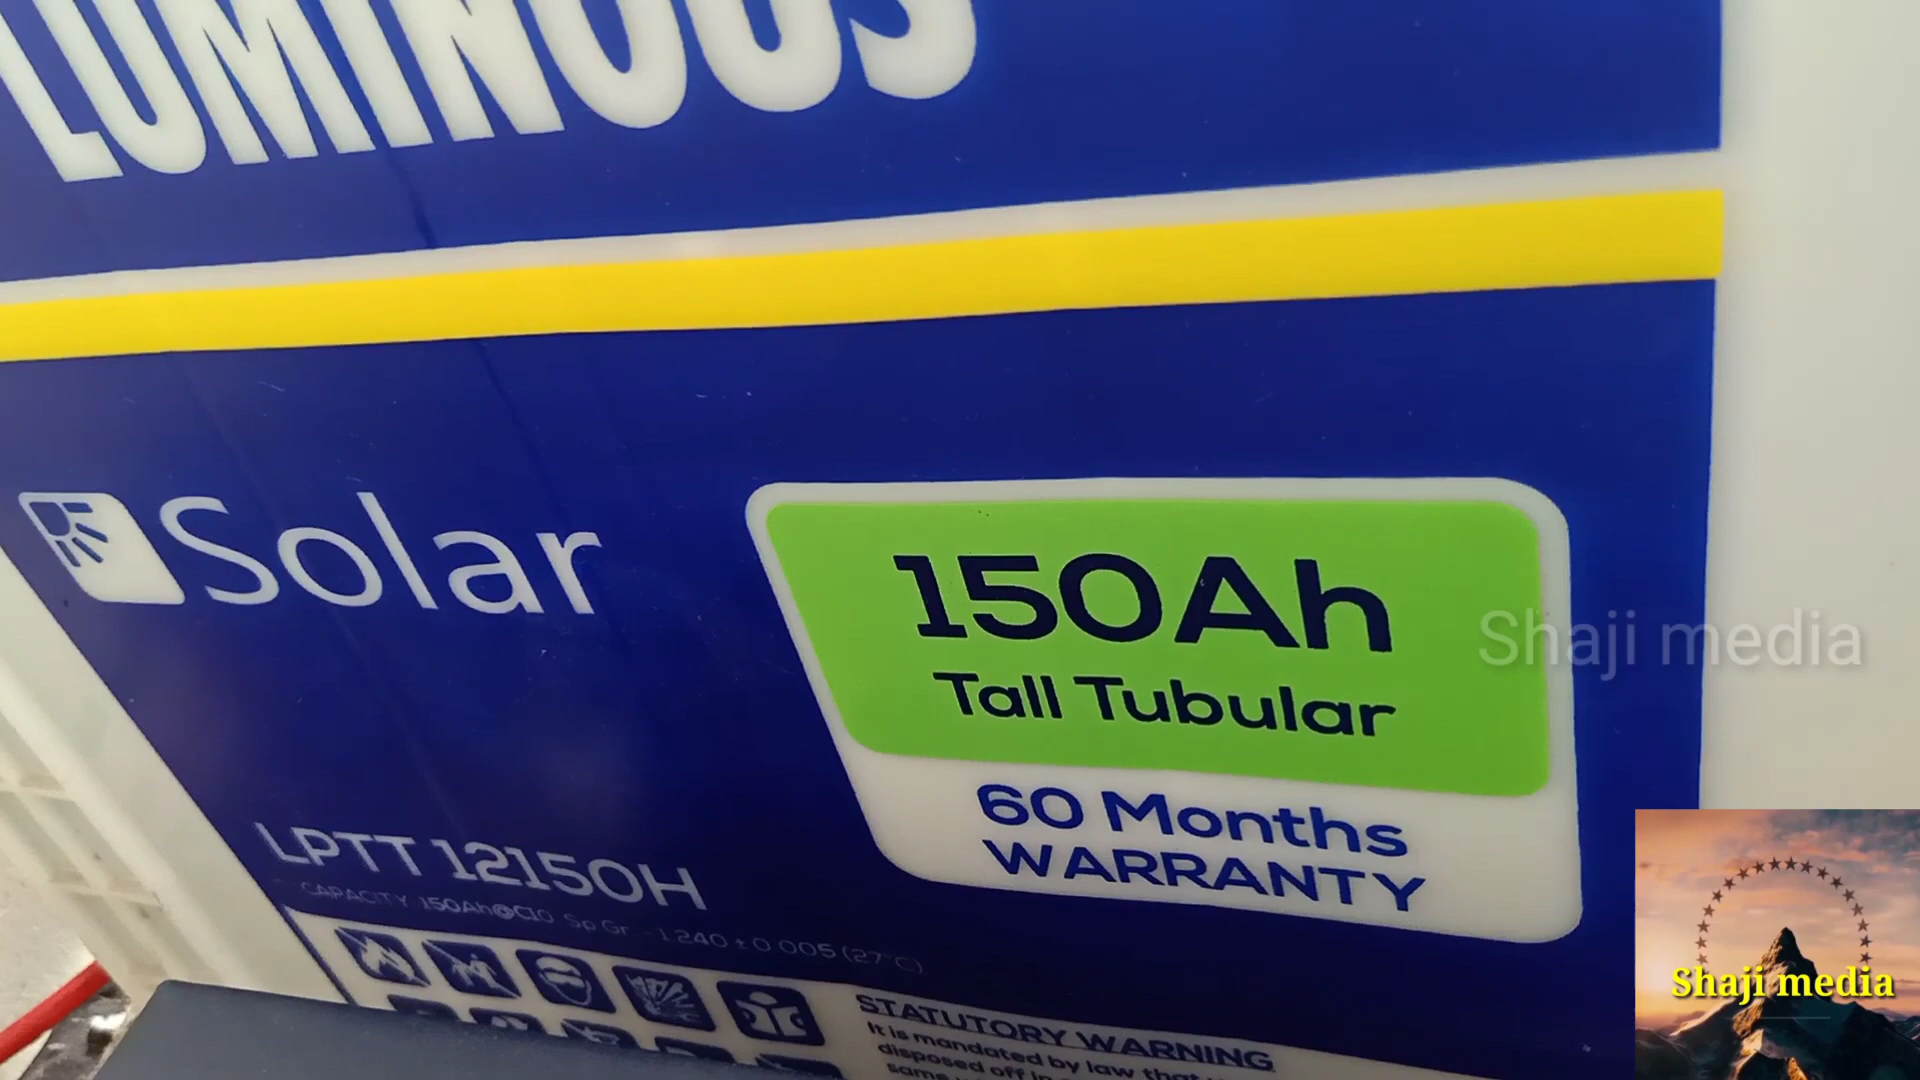 LUMINOUS
Solar
150Ah
Tall Tubular
60 Months
WARRANTY
LPTT 12150H
CAPACITY 150Ah@C10 Sp Gr - 1.240 ± 0.005 (27°C)
STATUTORY WARNING
It is mandated by law that
disposed off in
same
Shaji media
Shaji media